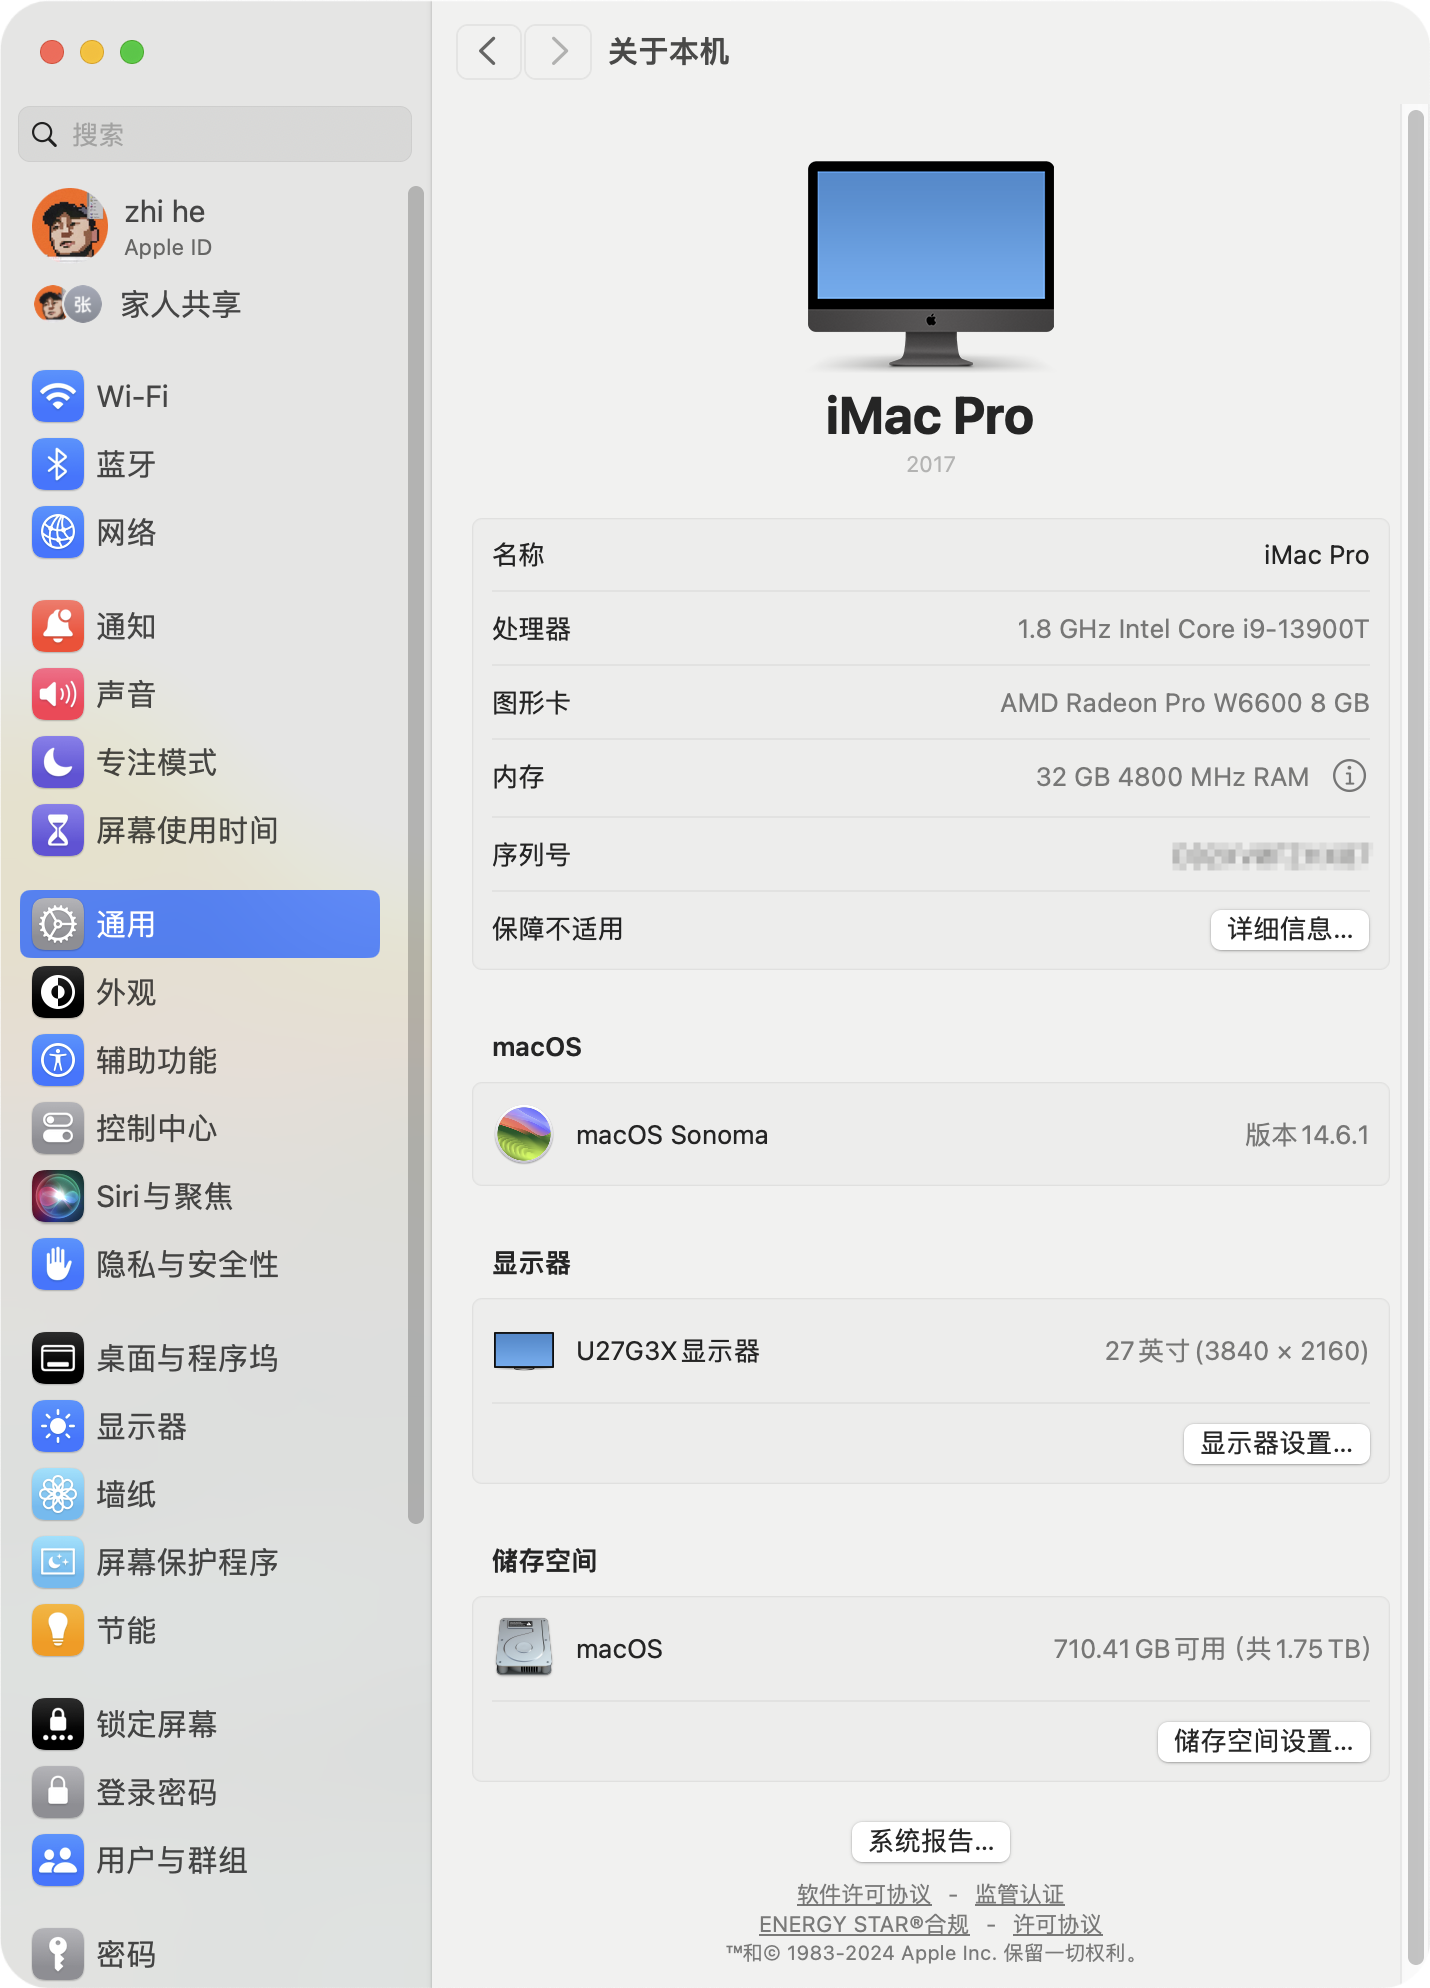 关于本机
搜索
zhi he
Apple ID
张
家人共享
Wi-Fi
蓝牙
网络
通知
声音
专注模式
屏幕使用时间
通用
外观
辅助功能
控制中心
Siri与聚焦
隐私与安全性
桌面与程序坞
显示器
墙纸
屏幕保护程序
节能
锁定屏幕
登录密码
用户与群组
密码
iMac Pro
2017
名称 iMac Pro
处理器 1.8 GHz Intel Core i9-13900T
图形卡 AMD Radeon Pro W6600 8 GB
内存 32 GB 4800 MHz RAM
序列号
保障不适用 详细信息...
macOS
macOS Sonoma 版本14.6.1
显示器
U27G3X显示器 27英寸(3840 × 2160)
显示器设置...
储存空间
macOS 710.41 GB可用（共1.75 TB）
储存空间设置...
系统报告...
软件许可协议 - 监管认证
ENERGY STAR®合规 - 许可协议
™和© 1983-2024 Apple Inc. 保留一切权利。